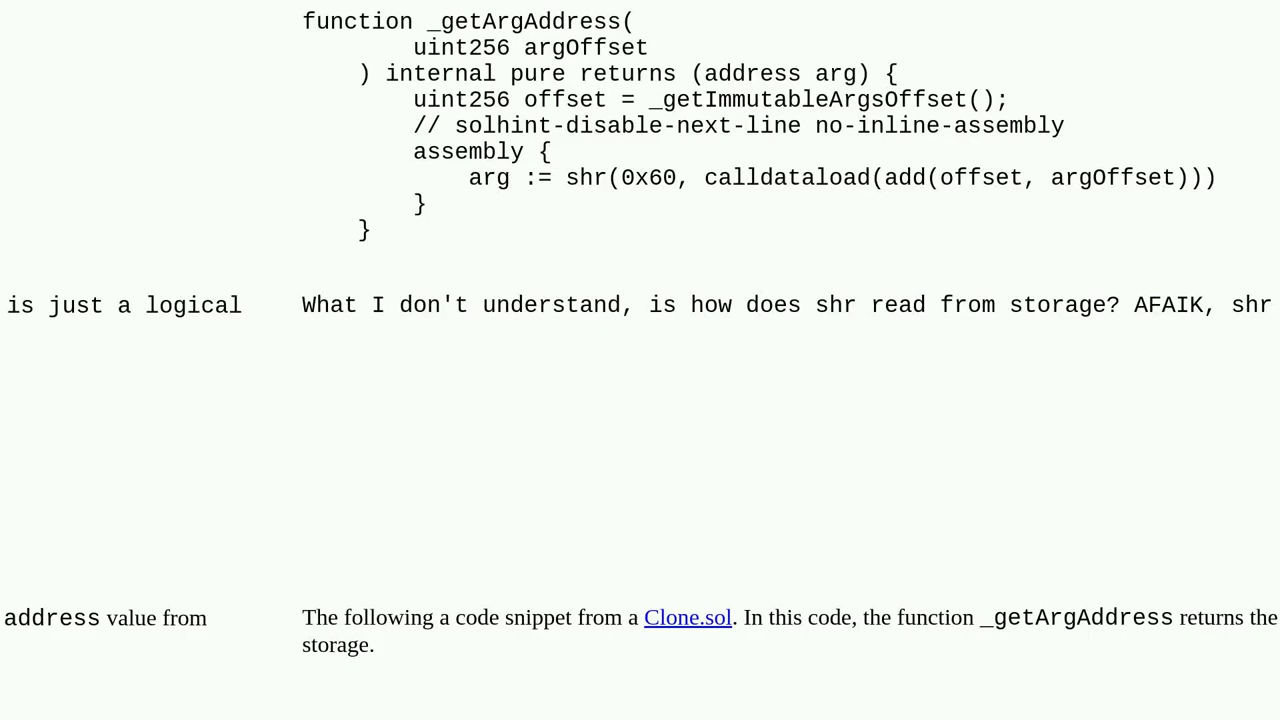 function _getArgAddress(
        uint256 argOffset
    ) internal pure returns (address arg) {
        uint256 offset = _getImmutableArgsOffset();
        // solhint-disable-next-line no-inline-assembly
        assembly {
            arg := shr(0x60, calldataload(add(offset, argOffset)))
        }
    }
What I don't understand, is how does shr read from storage? AFAIK, shr
is just a logical
The following a code snippet from a Clone.sol. In this code, the function _getArgAddress returns the
address value from
storage.